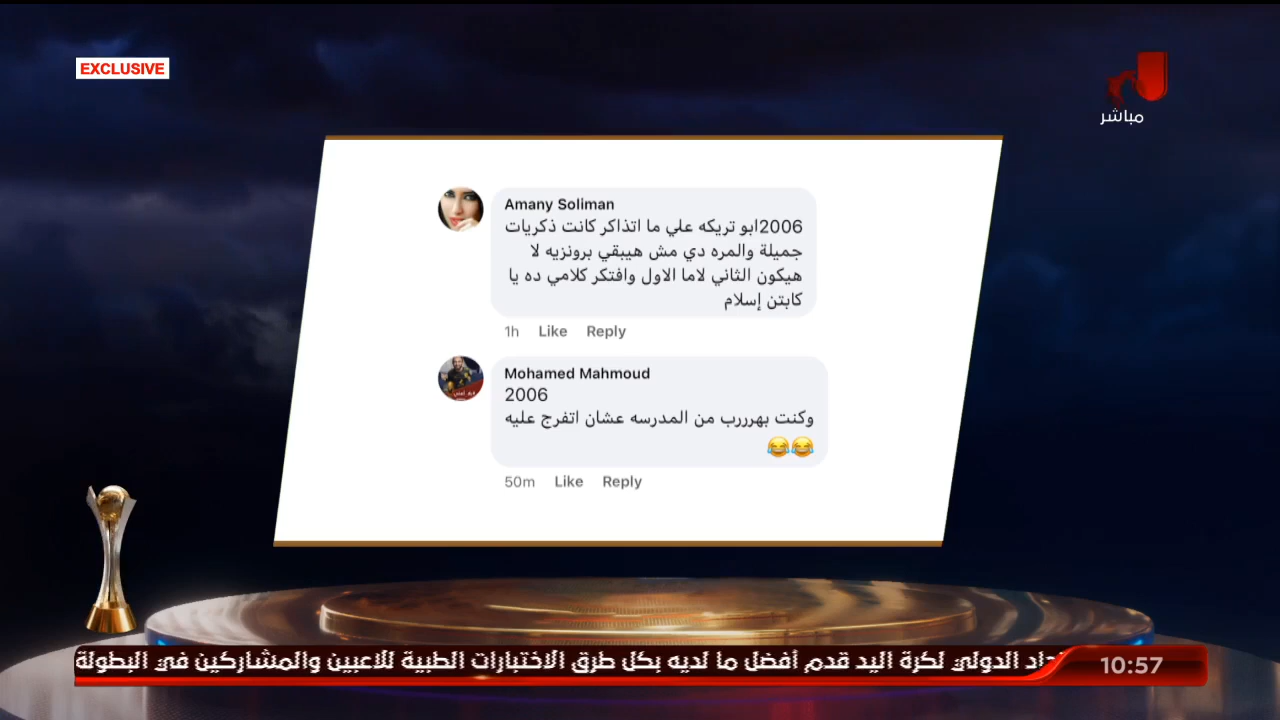 EXCLUSIVE
مباشر
Amany Soliman
2006ابو تريكه علي ما اتذاكر كانت ذكريات
جميلة والمره دي مش هيبقي برونزيه لا
هيكون الثاني لاما الاول وافتكر كلامي ده يا
كابتن إسلام
1h Like Reply
Mohamed Mahmoud
2006
وكنت بهرررب من المدرسه عشان اتفرج عليه
😂😂
50m Like Reply
الدولي لكرة اليد قدم أفضل ما لديه بكل طرق الاختبارات الطبية للاعبين والمشاركين في البطولة
10:57